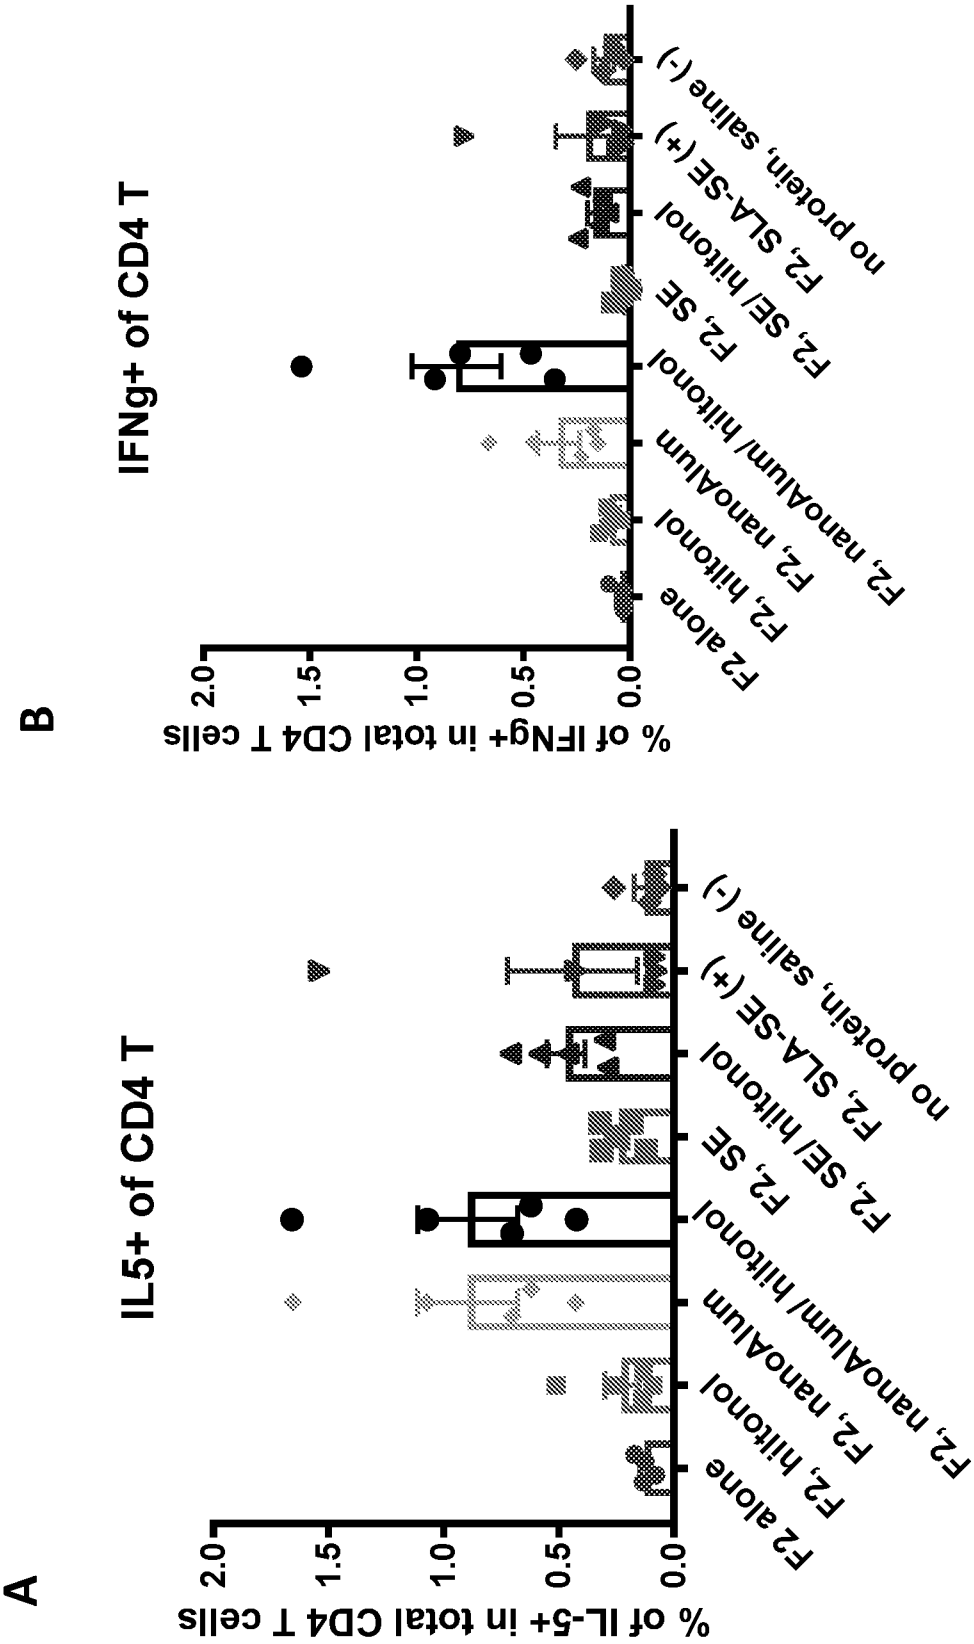 A
IL5+ of CD4 T
% of IL-5+ in total CD4 T cells
2.0
1.5
1.0
0.5
0.0
F2 alone
F2, hiltonol
F2, nanoAlum
F2, nanoAlum/ hiltonol
F2, SE
F2, SE/ hiltonol
F2, SLA-SE (+)
no protein, saline (-)
B
IFNg+ of CD4 T
% of IFNg+ in total CD4 T cells
2.0
1.5
1.0
0.5
0.0
F2 alone
F2, hiltonol
F2, nanoAlum
F2, nanoAlum/ hiltonol
F2, SE
F2, SE/ hiltonol
F2, SLA-SE (+)
no protein, saline (-)